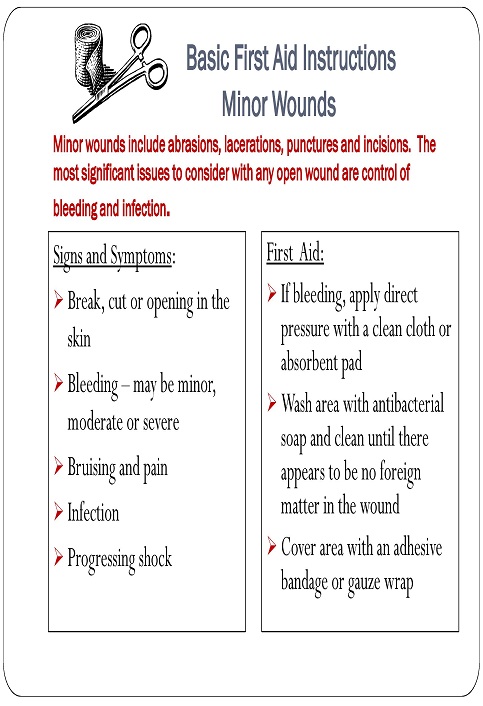 Basic First Aid Instructions
Minor Wounds
Minor wounds include abrasions, lacerations, punctures and incisions. The
most significant issues to consider with any open wound are control of
bleeding and infection.
Signs and Symptoms:
Break, cut or opening in the
skin
Bleeding – may be minor,
moderate or severe
Bruising and pain
Infection
Progressing shock
First Aid:
If bleeding, apply direct
pressure with a clean cloth or
absorbent pad
Wash area with antibacterial
soap and clean until there
appears to be no foreign
matter in the wound
Cover area with an adhesive
bandage or gauze wrap